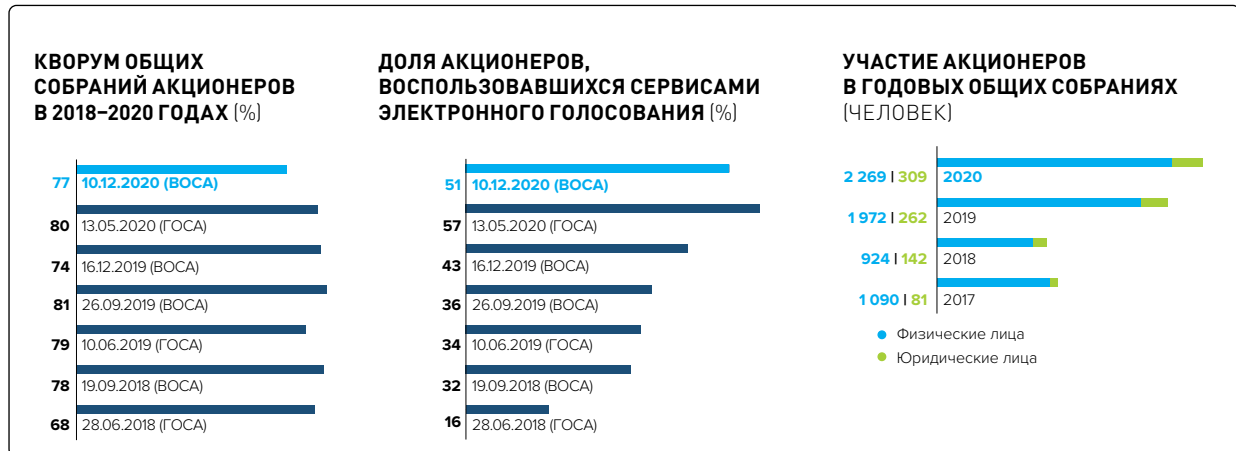 КВОРУМ ОБЩИХ
СОБРАНИЙ АКЦИОНЕРОВ
В 2018–2020 ГОДАХ (%)
77 10.12.2020 (ВОСА)
80 13.05.2020 (ГОСА)
74 16.12.2019 (ВОСА)
81 26.09.2019 (ВОСА)
79 10.06.2019 (ГОСА)
78 19.09.2018 (ВОСА)
68 28.06.2018 (ГОСА)
ДОЛЯ АКЦИОНЕРОВ,
ВОСПОЛЬЗОВАВШИХСЯ СЕРВИСАМИ
ЭЛЕКТРОННОГО ГОЛОСОВАНИЯ (%)
51 10.12.2020 (ВОСА)
57 13.05.2020 (ГОСА)
43 16.12.2019 (ВОСА)
36 26.09.2019 (ВОСА)
34 10.06.2019 (ГОСА)
32 19.09.2018 (ВОСА)
16 28.06.2018 (ГОСА)
УЧАСТИЕ АКЦИОНЕРОВ
В ГОДОВЫХ ОБЩИХ СОБРАНИЯХ
(ЧЕЛОВЕК)
2 269 | 309 2020
1 972 | 262 2019
924 | 142 2018
1 090 | 81 2017
Физические лица
Юридические лица